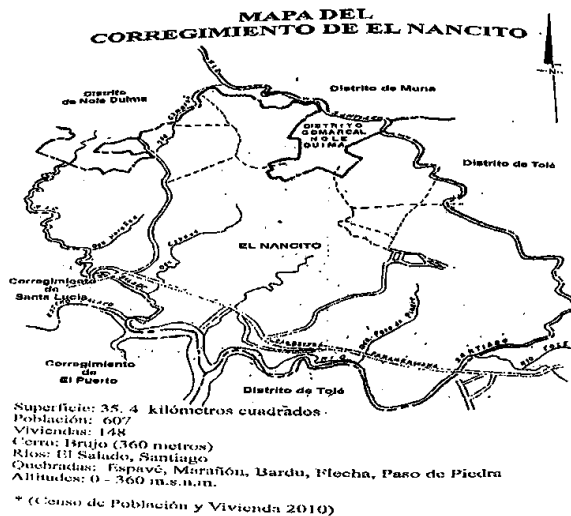 MAPA DEL
CORREGIMIENTO DE EL NANCITO
N
Distrito
de Nole Duima
Distrito de Muna
DISTRITO
COMARCAL
NOLE
DUIMA
Distrito de Tolé
EL NANCITO
Corregimiento
de
Santa Lucía
Corregimiento
de
El Puerto
CARRETERA
PANAMERICANA
SANTIAGO
Distrito de Tolé
Superficie: 35. 4 kilómetros cuadrados
Población: 607
Viviendas: 148
Cerro: Brujo (360 metros)
Ríos: El Salado, Santiago
Quebradas: Espavé, Marañón, Bardu, Flecha, Paso de Piedra
Altitudes: 0 - 360 m.s.n.m.
* (Censo de Población y Vivienda 2010)